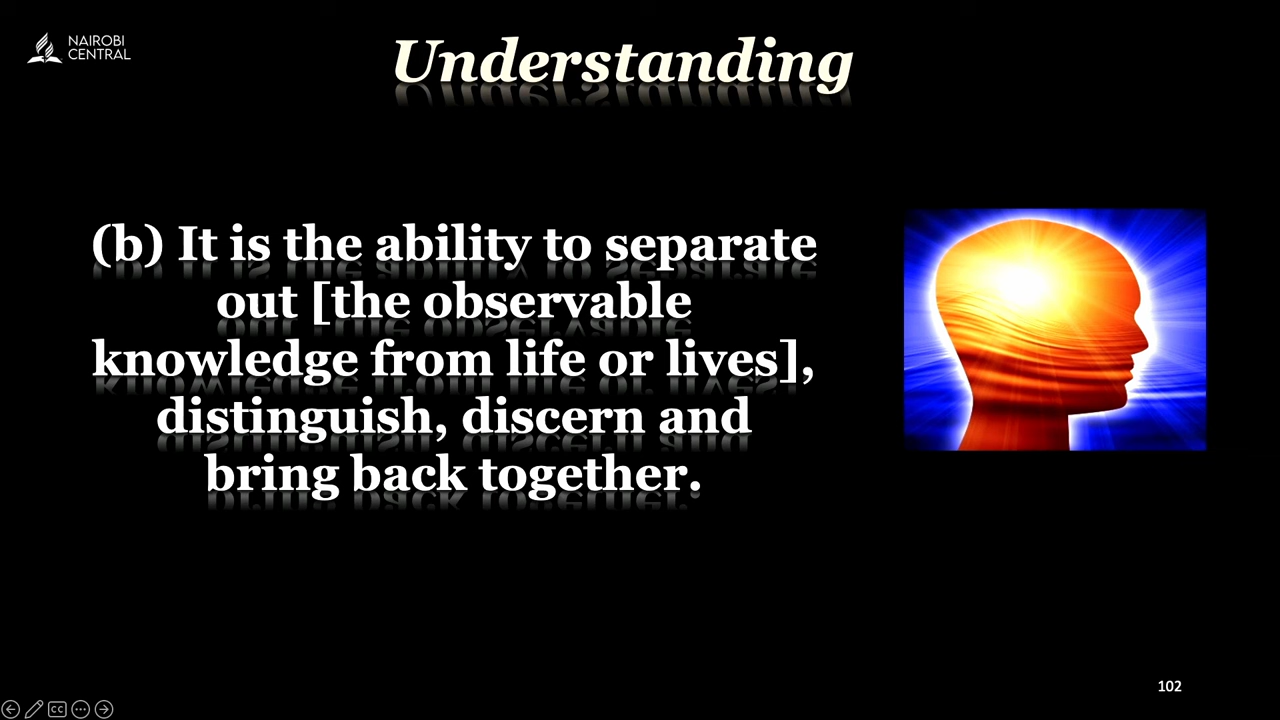 NAIROBI
CENTRAL
Understanding
(b) It is the ability to separate
out [the observable
knowledge from life or lives],
distinguish, discern and
bring back together.
102
CC